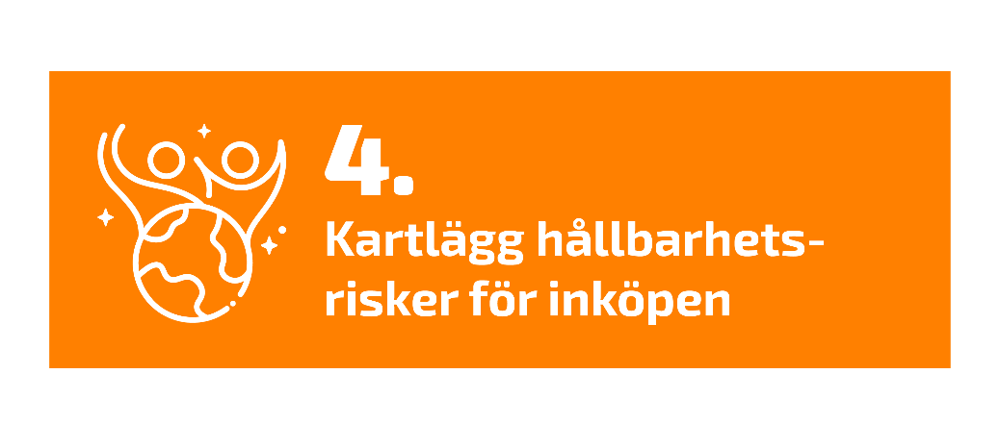 4.
Kartlägg hållbarhets-
risker för inköpen